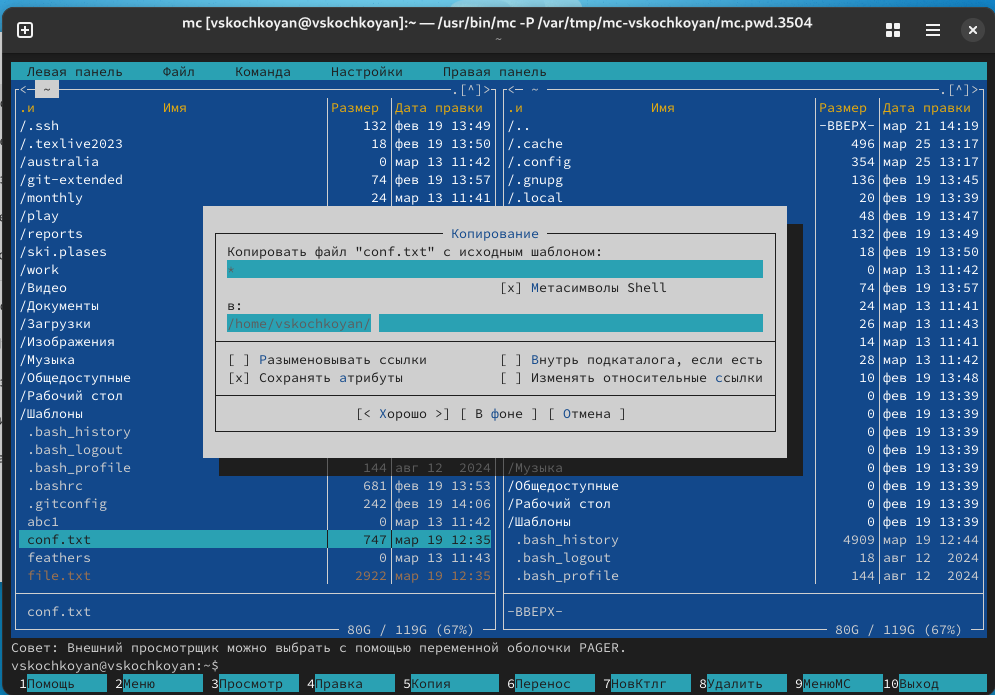 mc [vskochkoyan@vskochkoyan]:~ — /usr/bin/mc -P /var/tmp/mc-vskochkoyan/mc.pwd.3504
~
Левая панель Файл Команда Настройки Правая панель
<— ~ .[^]> <— ~ .[^]>
.и Имя Размер Дата правки .и Имя Размер Дата правки
/.ssh 132 фев 19 13:49 /.. -ВВЕРХ- мар 21 14:19
/.texlive2023 18 фев 19 13:50 /.cache 496 мар 25 13:17
/australia 0 мар 13 11:42 /.config 354 мар 25 13:17
/git-extended 74 фев 19 13:57 /.gnupg 136 фев 19 13:45
/monthly 24 мар 13 11:41 /.local 20 фев 19 13:39
/play 48 фев 19 13:47
/reports 132 фев 19 13:49
/ski.plases 18 фев 19 13:50
/work 0 мар 13 11:42
/Видео 74 фев 19 13:57
/Документы 24 мар 13 11:41
/Загрузки 26 мар 13 11:43
/Изображения 14 мар 13 11:41
/Музыка 28 мар 13 11:42
/Общедоступные 10 фев 19 13:48
/Рабочий стол 0 фев 19 13:39
/Шаблоны 0 фев 19 13:39
.bash_history 0 фев 19 13:39
.bash_logout 0 фев 19 13:39
.bash_profile 144 авг 12 2024 /Музыка 0 фев 19 13:39
.bashrc 681 фев 19 13:53 /Общедоступные 0 фев 19 13:39
.gitconfig 242 фев 19 14:06 /Рабочий стол 0 фев 19 13:39
abc1 0 мар 13 11:42 /Шаблоны 0 фев 19 13:39
conf.txt 747 мар 19 12:35 .bash_history 4909 мар 19 12:44
feathers 0 мар 13 11:43 .bash_logout 18 авг 12 2024
file.txt 2922 мар 19 12:35 .bash_profile 144 авг 12 2024
conf.txt -ВВЕРХ-
80G / 119G (67%) 80G / 119G (67%)
Копирование
Копировать файл "conf.txt" с исходным шаблоном:
*
[x] Метасимволы Shell
в:
/home/vskochkoyan/
[ ] Разыменовывать ссылки [ ] Внутрь подкаталога, если есть
[x] Сохранять атрибуты [ ] Изменять относительные ссылки
[< Хорошо >] [ В фоне ] [ Отмена ]
Совет: Внешний просмотрщик можно выбрать с помощью переменной оболочки PAGER.
vskochkoyan@vskochkoyan:~$
1Помощь 2Меню 3Просмотр 4Правка 5Копия 6Перенос 7НовКтлг 8Удалить 9МенюМС 10Выход